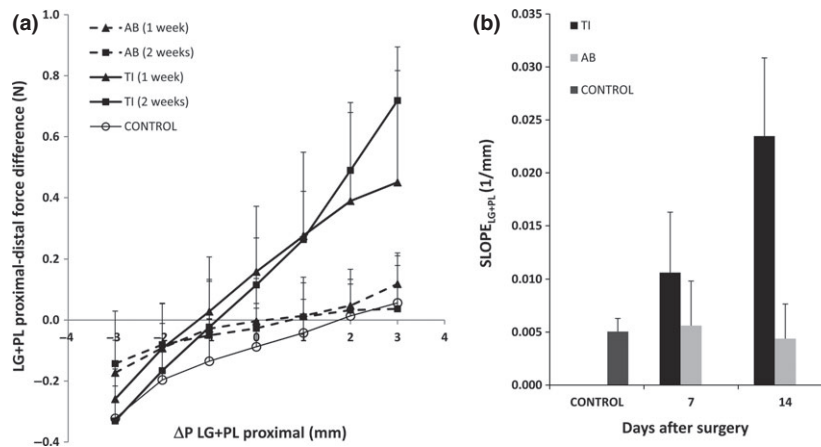 (a)
AB (1 week)
AB (2 weeks)
TI (1 week)
TI (2 weeks)
CONTROL
LG+PL proximal-distal force difference (N)
1.0
0.8
0.6
0.4
0.2
0.0
–0.2
–0.4
–4 –3 –2 –1 0 1 2 3 4
ΔP LG+PL proximal (mm)
(b)
TI
AB
CONTROL
SLOPE_LG+PL (1/mm)
0.035
0.030
0.025
0.020
0.015
0.010
0.005
0.000
CONTROL 7 14
Days after surgery